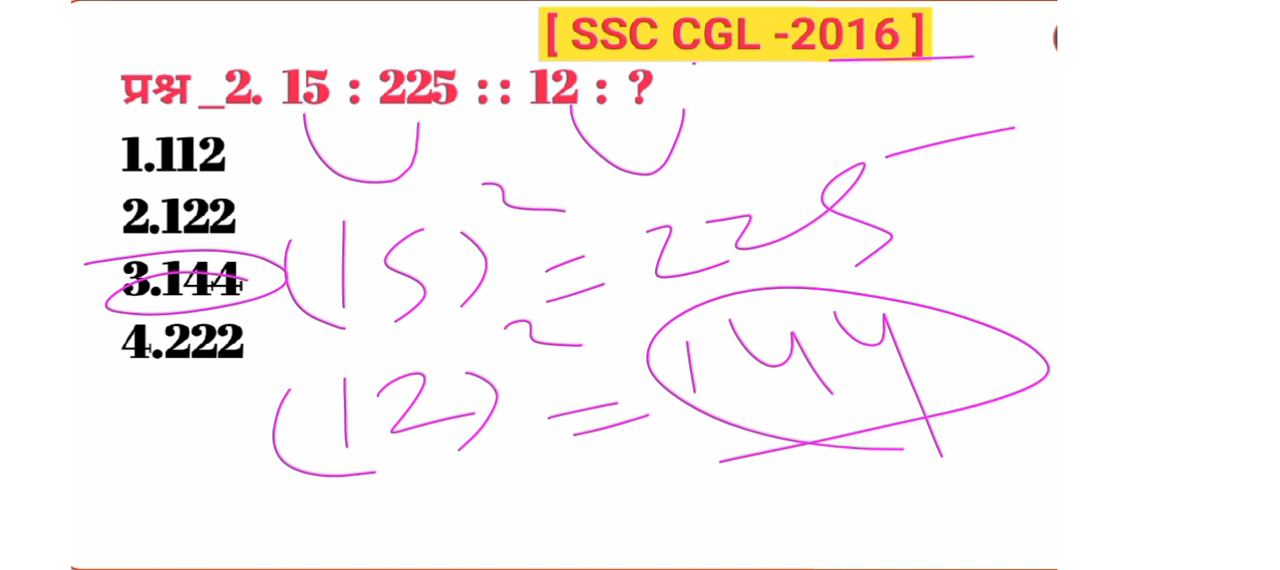 [ SSC CGL -2016 ]
प्रश्न _2. 15 : 225 :: 12 : ?
1.112
2.122
3.144
4.222
(15)² = 225
(12)² = 144